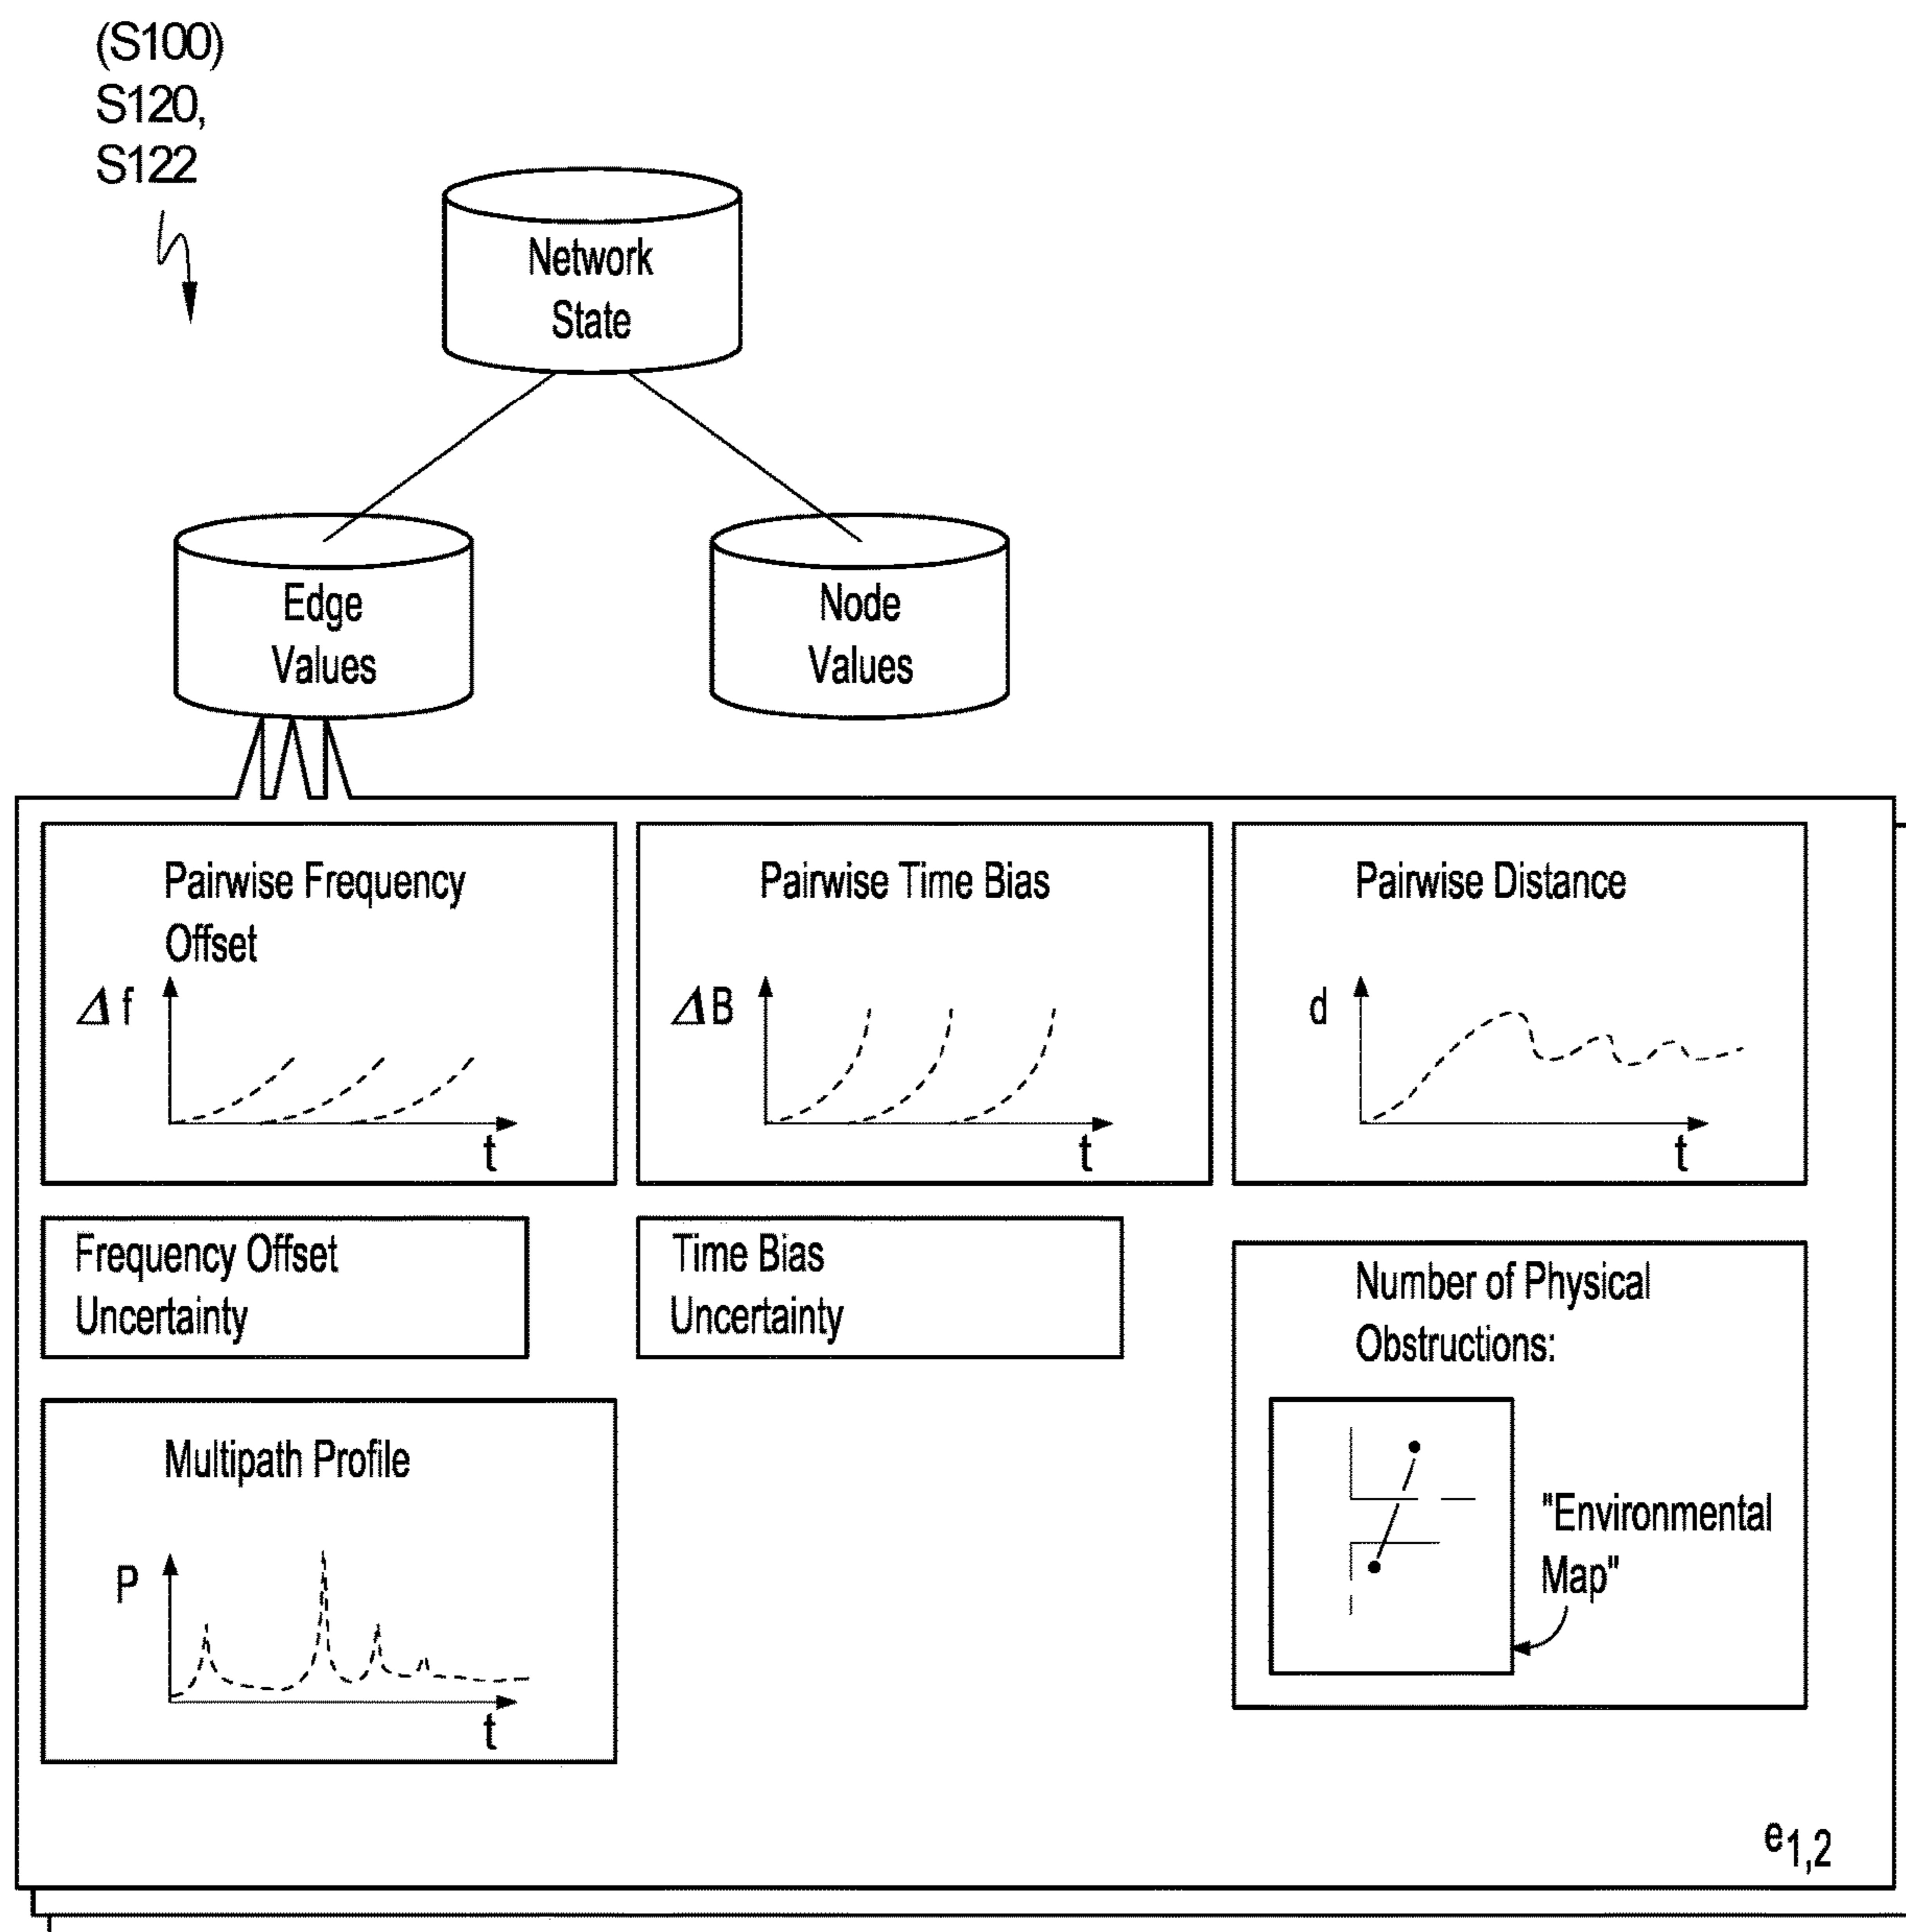 (S100)
S120,
S122
Network
State
Edge
Values
Node
Values
Pairwise Frequency
Offset
Δf
t
Pairwise Time Bias
ΔB
t
Pairwise Distance
d
t
Frequency Offset
Uncertainty
Time Bias
Uncertainty
Number of Physical
Obstructions:
"Environmental
Map"
Multipath Profile
P
t
e1,2